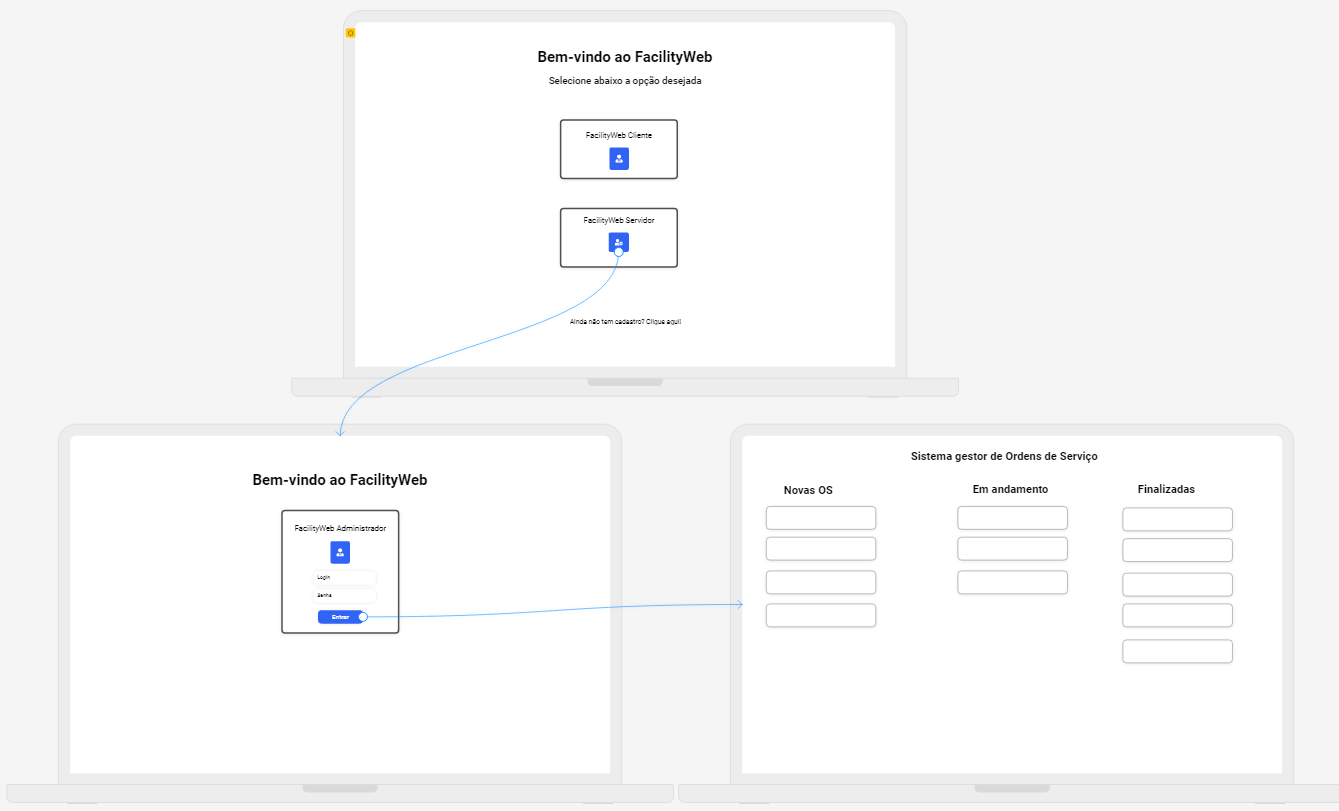 Bem-vindo ao FacilityWeb
Selecione abaixo a opção desejada
FacilityWeb Cliente
FacilityWeb Servidor
Ainda não tem cadastro? Clique aqui!
Bem-vindo ao FacilityWeb
FacilityWeb Administrador
Login
Senha
Entrar
Sistema gestor de Ordens de Serviço
Novas OS
Em andamento
Finalizadas